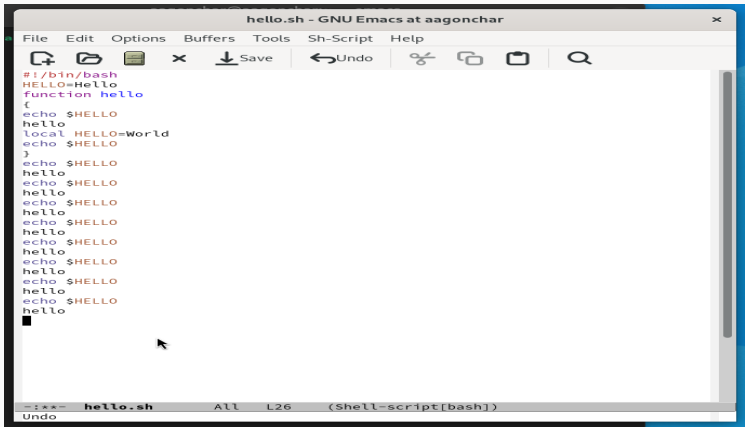 hello.sh - GNU Emacs at aagonchar
File Edit Options Buffers Tools Sh-Script Help
Save Undo
#!/bin/bash
HELLO=Hello
function hello
{
echo $HELLO
hello
local HELLO=World
echo $HELLO
}
echo $HELLO
hello
echo $HELLO
hello
echo $HELLO
hello
echo $HELLO
hello
echo $HELLO
hello
echo $HELLO
hello
echo $HELLO
hello
echo $HELLO
hello
-:**- hello.sh All L26 (Shell-script[bash])
Undo